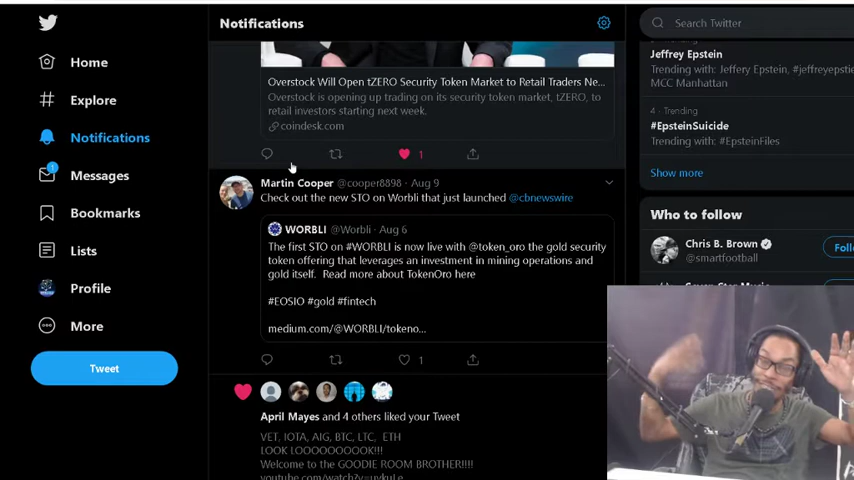 Notifications
Search Twitter
Home
Explore
Notifications
1
Messages
Bookmarks
Lists
Profile
More
Tweet
Overstock Will Open tZERO Security Token Market to Retail Traders Ne...
Overstock is opening up trading on its security token market, tZERO, to
retail investors starting next week.
coindesk.com
1
Martin Cooper @cooper8898 · Aug 9
Check out the new STO on Worbli that just launched @cbnewswire
WORBLI @Worbli · Aug 6
The first STO on #WORBLI is now live with @token_oro the gold security
token offering that leverages an investment in mining operations and
gold itself. Read more about TokenOro here
#EOSIO #gold #fintech
medium.com/@WORBLI/tokeno...
1
April Mayes and 4 others liked your Tweet
VET, IOTA, AIG, BTC, LTC, ETH
LOOK LOOOOOOOOK!!!
Welcome to the GOODIE ROOM BROTHER!!!!
Jeffrey Epstein
Trending with: Jeffery Epstein, #jeffreyepstie
MCC Manhattan
4 · Trending
#EpsteinSuicide
Trending with: #EpsteinFiles
Show more
Who to follow
Chris B. Brown
@smartfootball
Foll